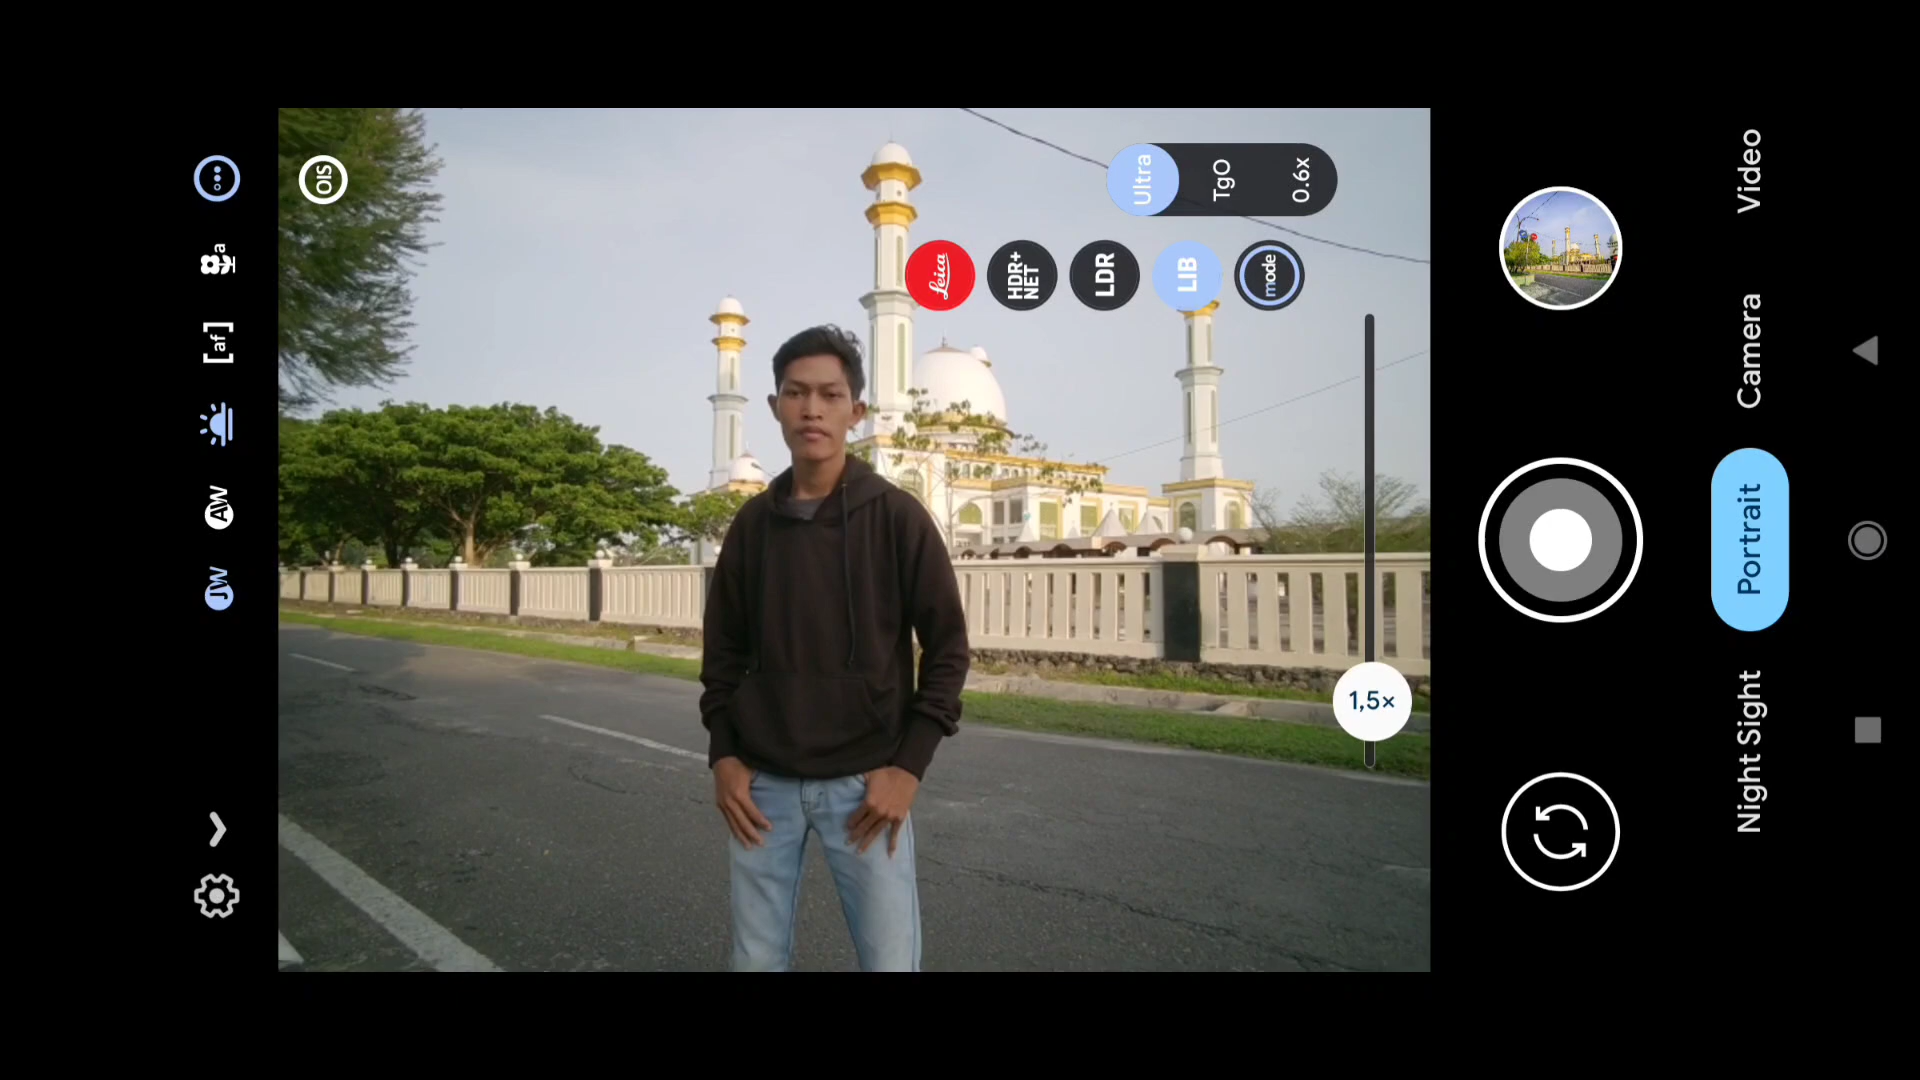 OIS
a
[af]
AW
JW
Ultra
TgO
0.6x
Leica
HDR+
NET
LDR
LIB
mode
1,5×
Video
Camera
Portrait
Night Sight